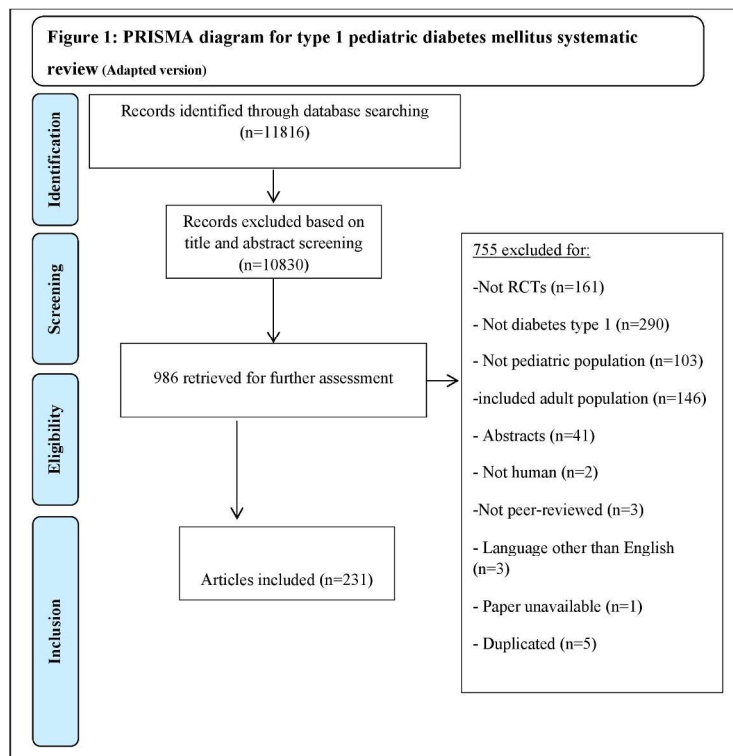 Figure 1: PRISMA diagram for type 1 pediatric diabetes mellitus systematic
review (Adapted version)
Identification
Records identified through database searching
(n=11816)
Records excluded based on
title and abstract screening
(n=10830)
Screening
986 retrieved for further assessment
755 excluded for:
-Not RCTs (n=161)
- Not diabetes type 1 (n=290)
- Not pediatric population (n=103)
-included adult population (n=146)
- Abstracts (n=41)
- Not human (n=2)
-Not peer-reviewed (n=3)
- Language other than English
(n=3)
- Paper unavailable (n=1)
- Duplicated (n=5)
Eligibility
Articles included (n=231)
Inclusion